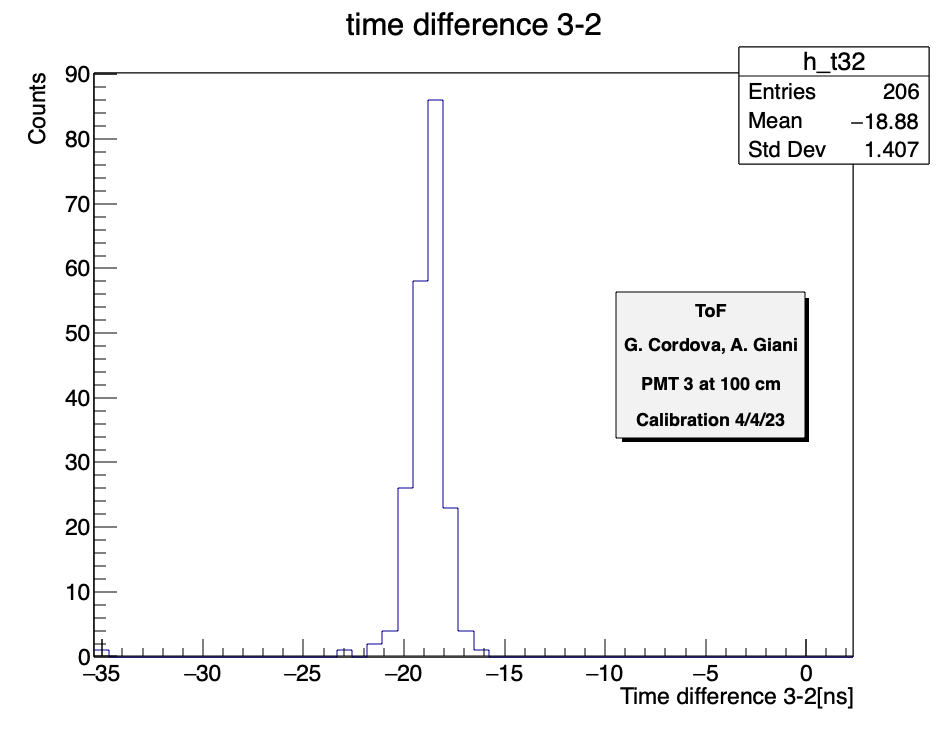 time difference 3-2
h_t32
Entries 206
Mean −18.88
Std Dev 1.407
Counts
90
80
70
60
50
40
30
20
10
0
ToF
G. Cordova, A. Giani
PMT 3 at 100 cm
Calibration 4/4/23
−35 −30 −25 −20 −15 −10 −5 0
Time difference 3-2[ns]